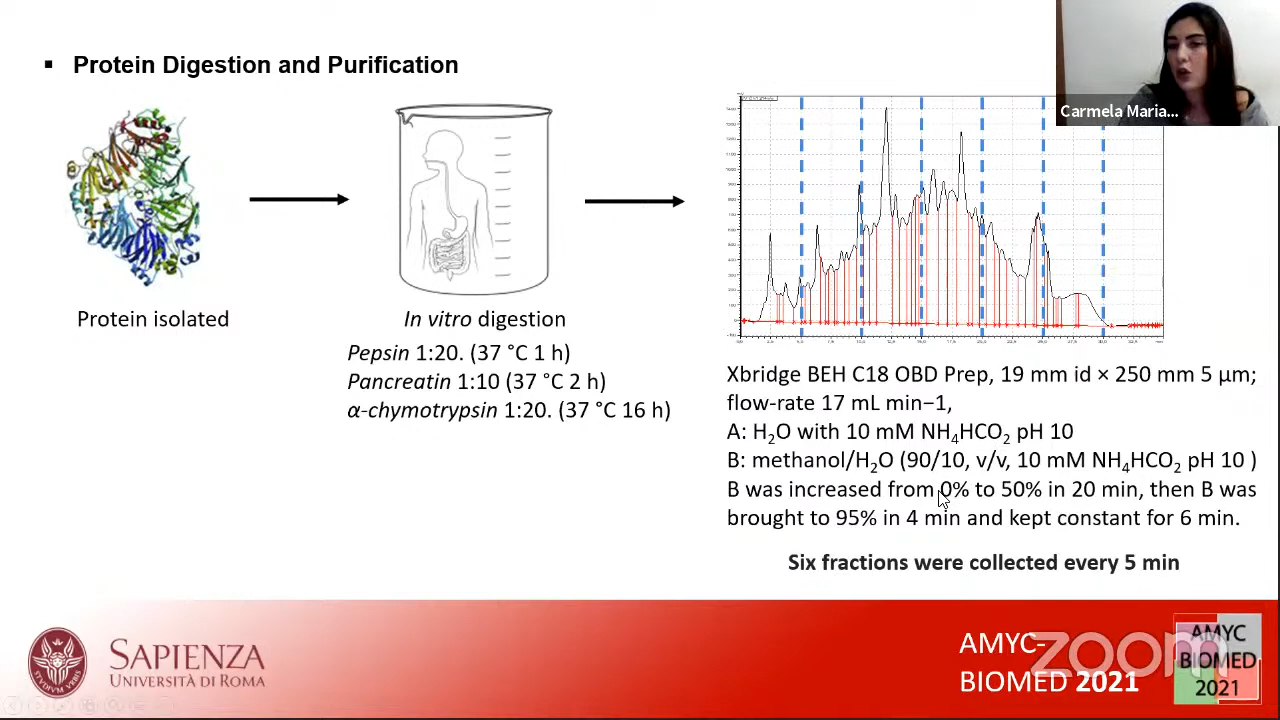 ▪ Protein Digestion and Purification
Carmela Maria...
Protein isolated
In vitro digestion
Pepsin 1:20. (37 °C 1 h)
Pancreatin 1:10 (37 °C 2 h)
α-chymotrypsin 1:20. (37 °C 16 h)
Xbridge BEH C18 OBD Prep, 19 mm id × 250 mm 5 μm;
flow-rate 17 mL min−1,
A: H₂O with 10 mM NH₄HCO₂ pH 10
B: methanol/H₂O (90/10, v/v, 10 mM NH₄HCO₂ pH 10 )
B was increased from 0% to 50% in 20 min, then B was
brought to 95% in 4 min and kept constant for 6 min.
Six fractions were collected every 5 min
SAPIENZA
UNIVERSITÀ DI ROMA
AMYC-
BIOMED 2021
zoom
AMYC
BIOMED
2021